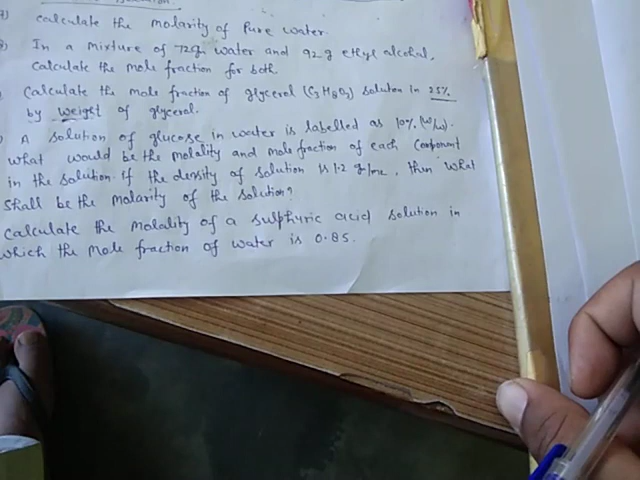 7) Calculate the molarity of Pure water.
8) In a mixture of 72g water and 92g ethyl alcohol,
calculate the mole fraction for both.
Calculate the mole fraction of glycerol (C3H8O3) solution in 25%
by weight of glycerol.
A solution of glucose in water is labelled as 10% (w/w).
What would be the molality and mole fraction of each component
in the solution. If the density of solution is 1.2 g/mL, then what
shall be the molarity of the solution?
Calculate the molality of a sulphuric acid solution in
which the mole fraction of water is 0.85.